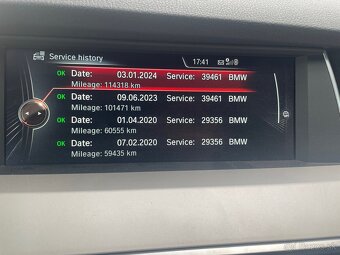 Service history
17:41
OK Date: 03.01.2024 Service: 39461 BMW
Mileage: 114318 km
OK Date: 09.06.2023 Service: 39461 BMW
Mileage: 101471 km
OK Date: 01.04.2020 Service: 29356 BMW
Mileage: 60555 km
OK Date: 07.02.2020 Service: 29356 BMW
Mileage: 59435 km